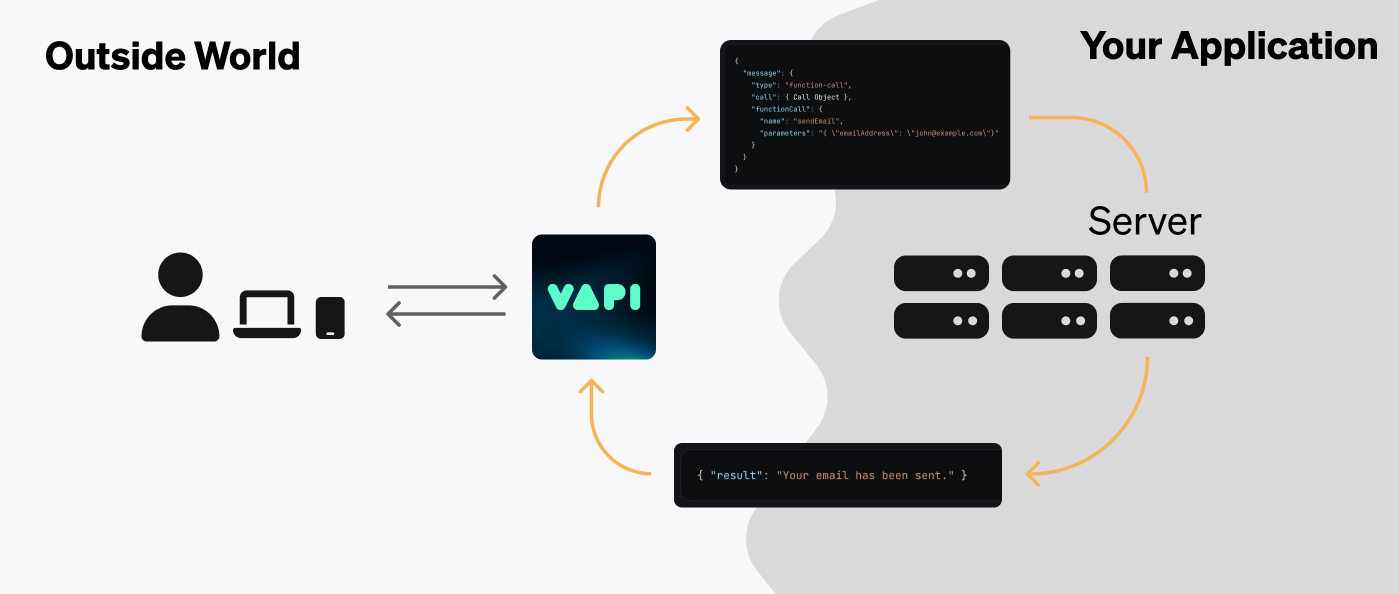 Outside World
Your Application
{
"message": {
"type": "function-call",
"call": { Call Object },
"functionCall": {
"name": "sendEmail",
"parameters": "{ \"emailAddress\": \"john@example.com\"}"
}
}
}
Server
VAPI
{ "result": "Your email has been sent." }